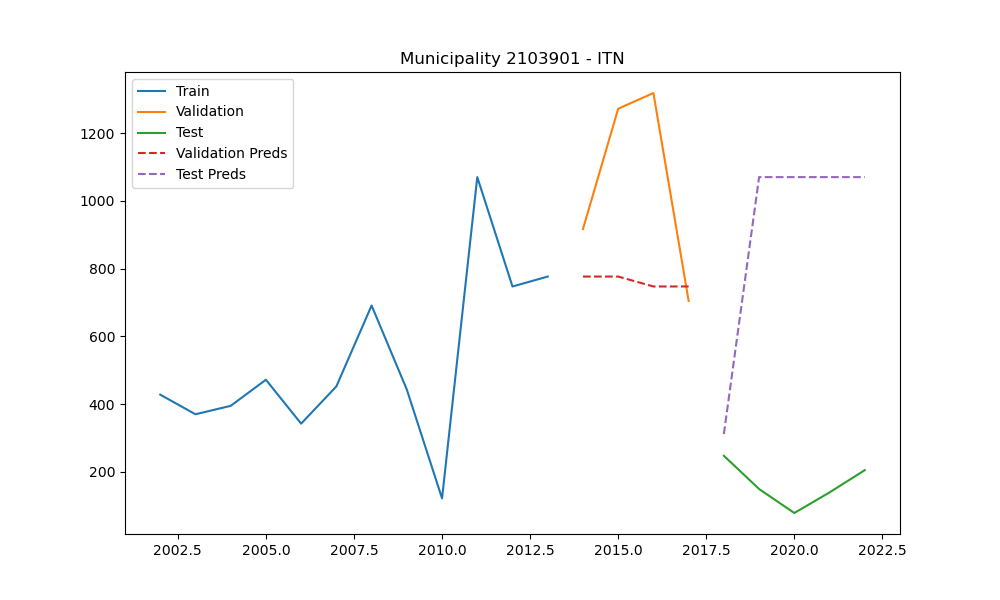 Municipality 2103901 - ITN
Train
Validation
Test
Validation Preds
Test Preds
1200
1000
800
600
400
200
2002.5 2005.0 2007.5 2010.0 2012.5 2015.0 2017.5 2020.0 2022.5